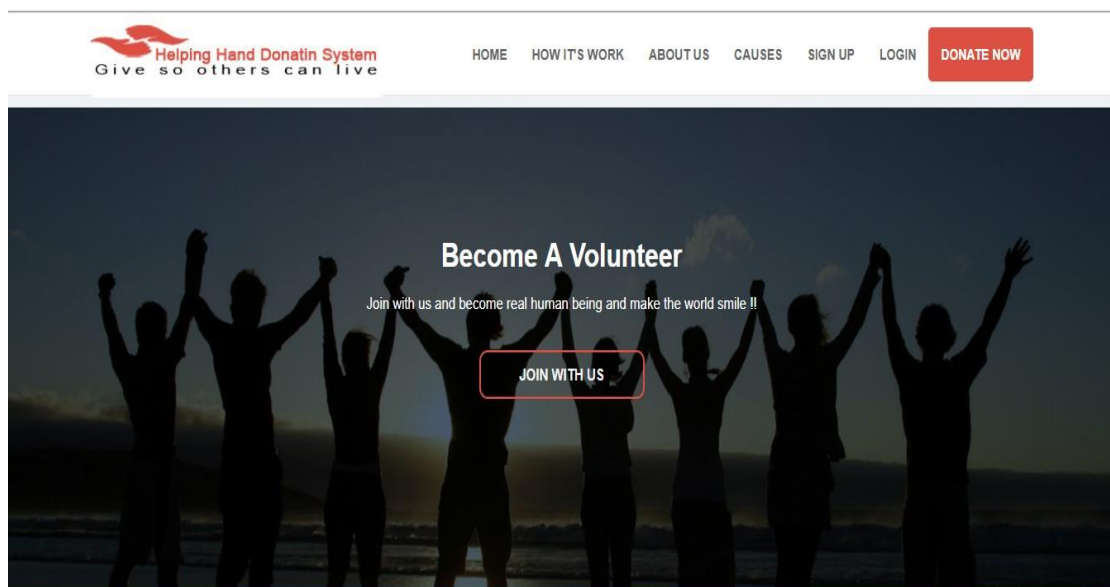 Helping Hand Donatin System
Give so others can live
HOME HOW IT'S WORK ABOUT US CAUSES SIGN UP LOGIN DONATE NOW
Become A Volunteer
Join with us and become real human being and make the world smile !!
JOIN WITH US